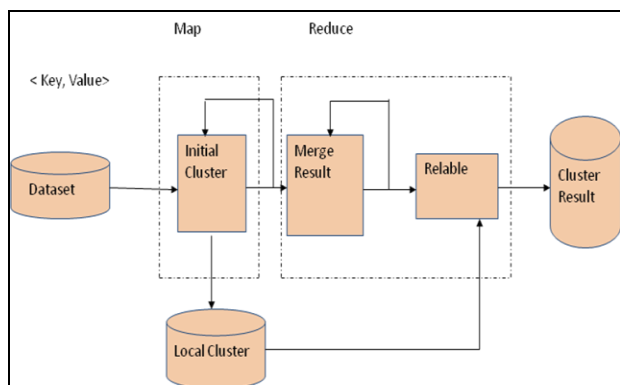 Map
Reduce
< Key, Value>
Initial
Cluster
Merge
Result
Relable
Dataset
Cluster
Result
Local Cluster